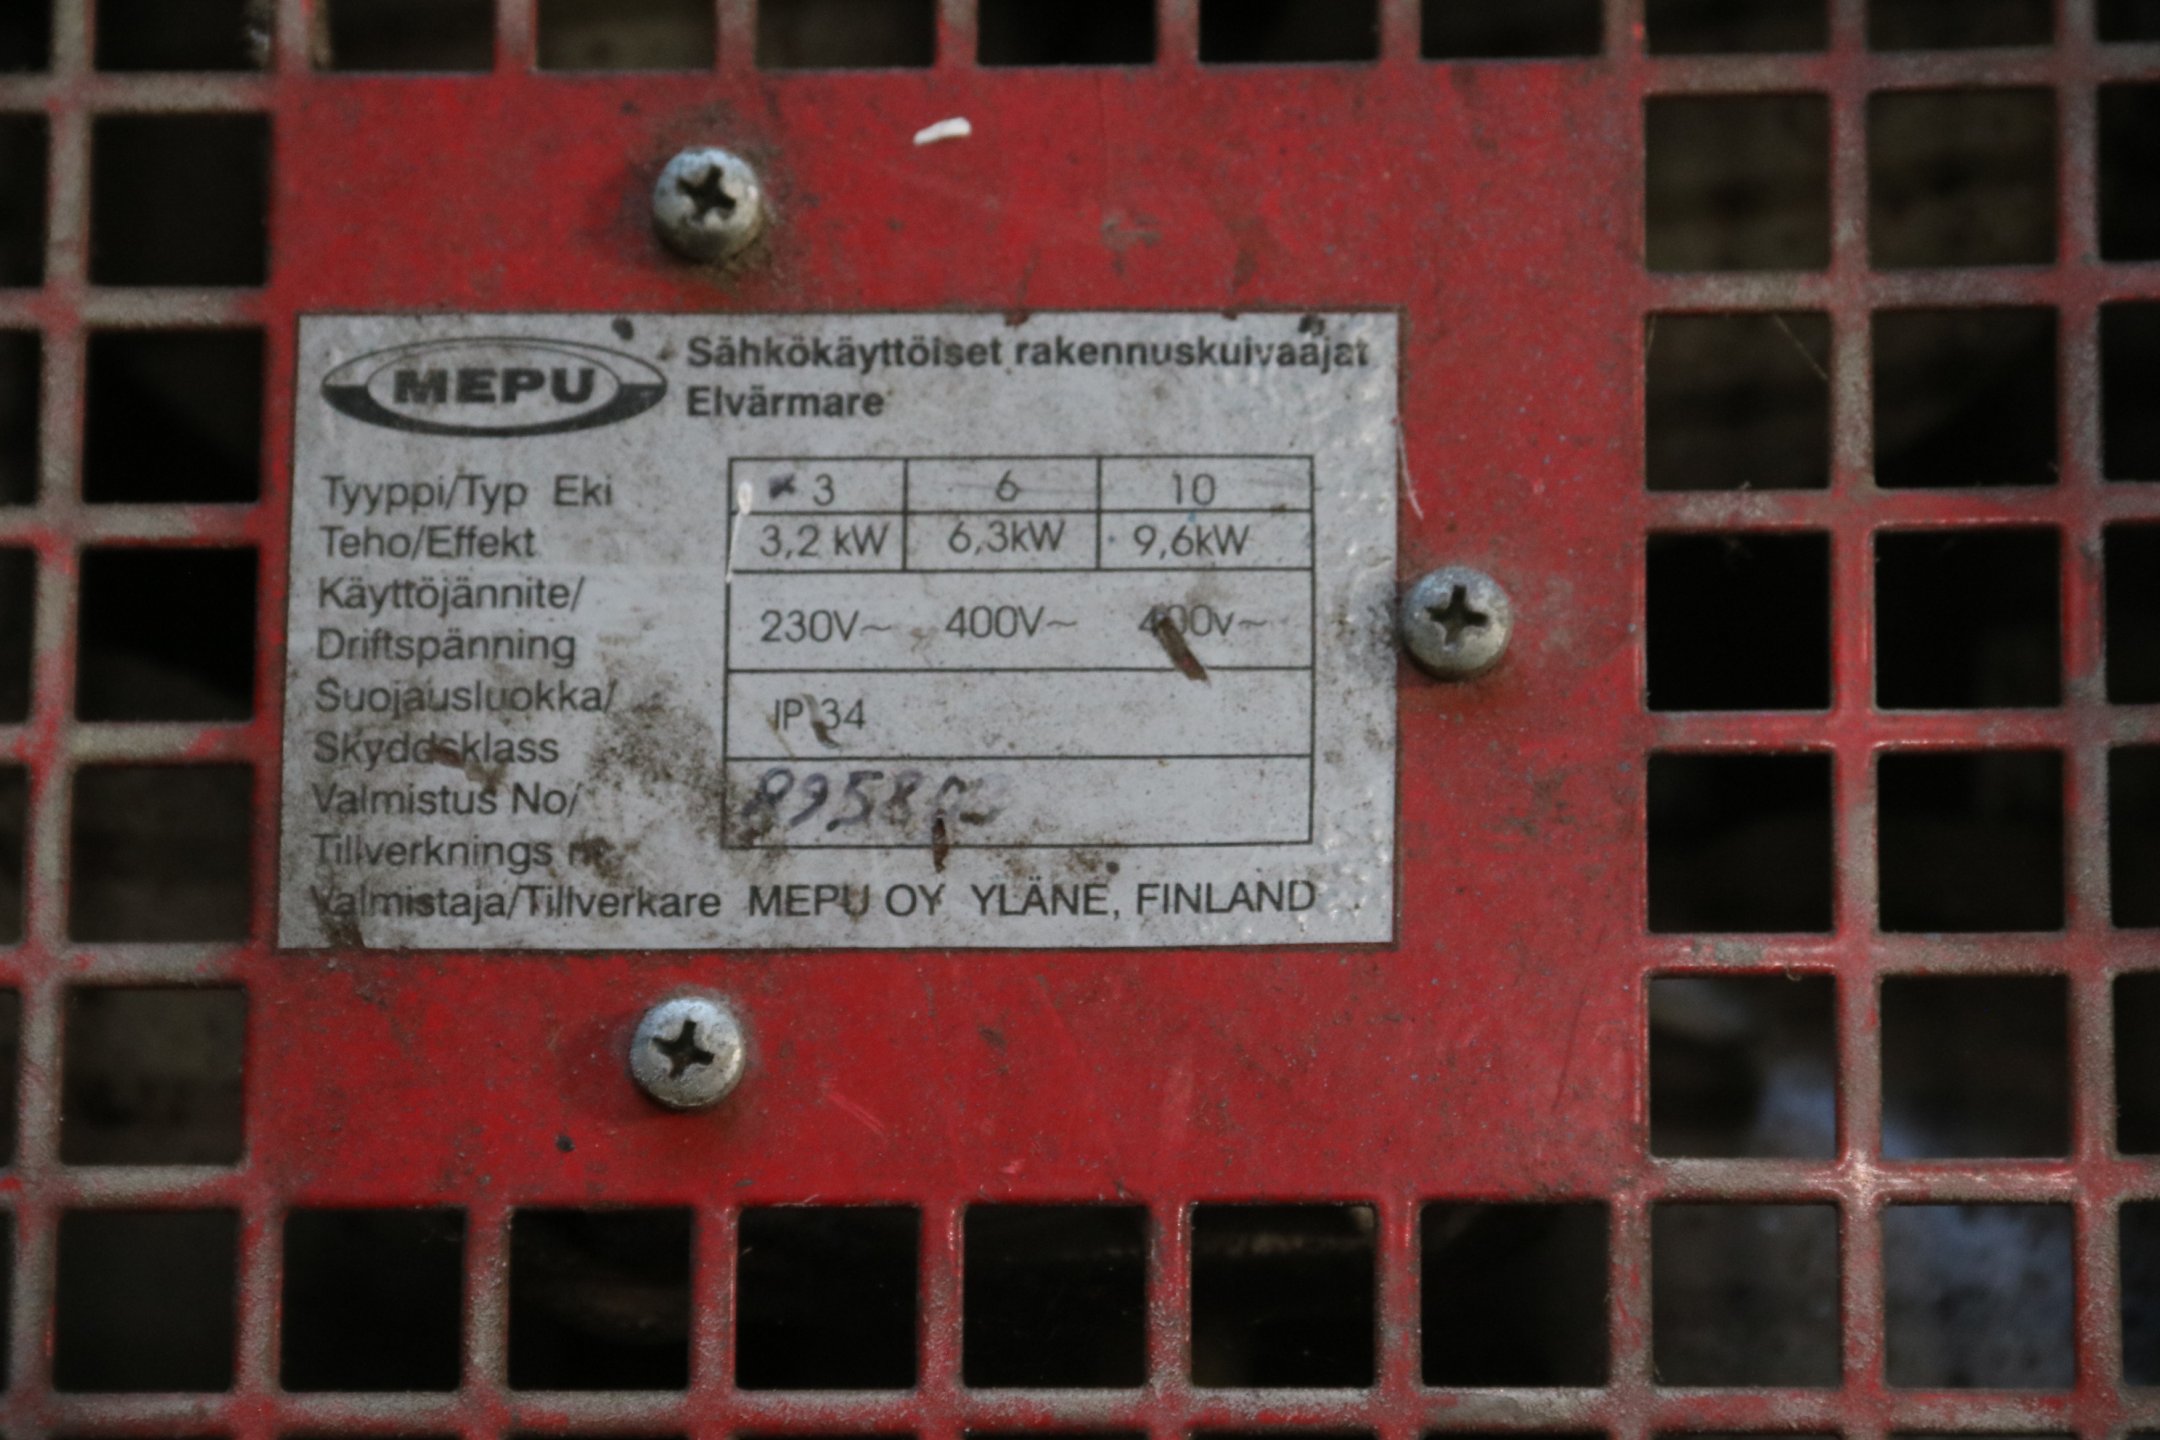 MEPU
Sähkökäyttöiset rakennuskuivaajat
Elvärmare
Tyyppi/Typ Eki 3 6 10
Teho/Effekt 3,2 kW 6,3kW 9,6kW
Käyttöjännite/
Driftspänning 230V~ 400V~ 400v~
Suojausluokka/
Skyddsklass IP 34
Valmistus No/
Tillverknings nr
Valmistaja/Tillverkare MEPU OY YLÄNE, FINLAND